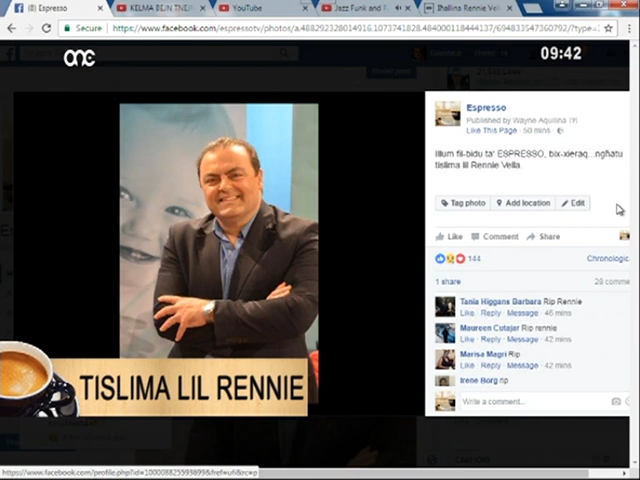 (8) Espresso
KELMA BEJN TNEJN
YouTube
Jazz Funk and
Iħallina Rennie Vel
Secure
https://www.facebook.com/espressotv/photos/a.488292328014916.1073741828.484000118444137/694833547360792/?type=
one
09:42
Espresso
Published by Wayne Aquilina
Like This Page · 50 mins ·
Illum fil-bidu ta' ESPRESSO, bix-xieraq...ngħatu
tislima lil Rennie Vella.
Tag photo
Add location
Edit
Like
Comment
Share
144
Chronologic
1 share
28 comme
Tania Higgans Barbara Rip Rennie
Like · Reply · Message · 46 mins
Maureen Cutajar Rip rennie
Like · Reply · Message · 42 mins
Marisa Magri Rip
Like · Reply · Message · 42 mins
Irene Borg rip
Write a comment...
TISLIMA LIL RENNIE
https://www.facebook.com/profile.php?id=100008825593899&fref=ufi&rc=p